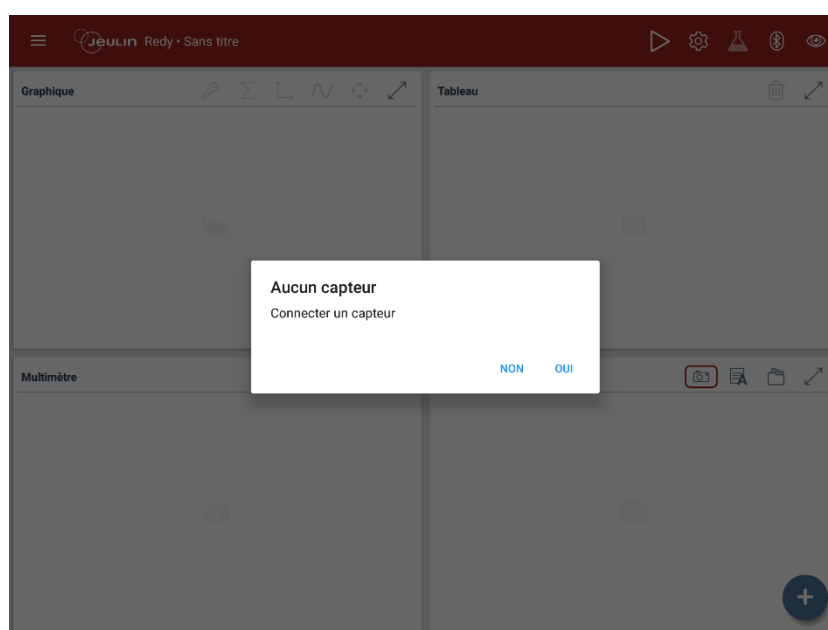 Jeulin Redy • Sans titre
Graphique
Tableau
Aucun capteur
Connecter un capteur
NON OUI
Multimètre